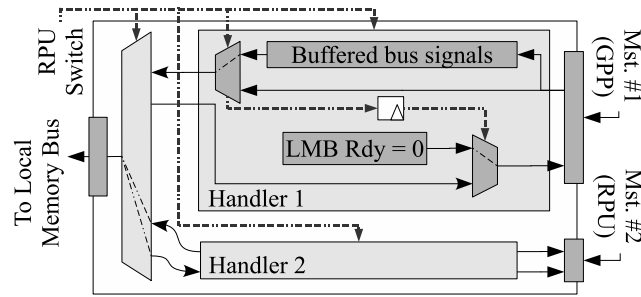 RPU
Switch
Buffered bus signals
Mst. #1
(GPP)
LMB Rdy = 0
To Local
Memory Bus
Handler 1
Mst. #2
(RPU)
Handler 2